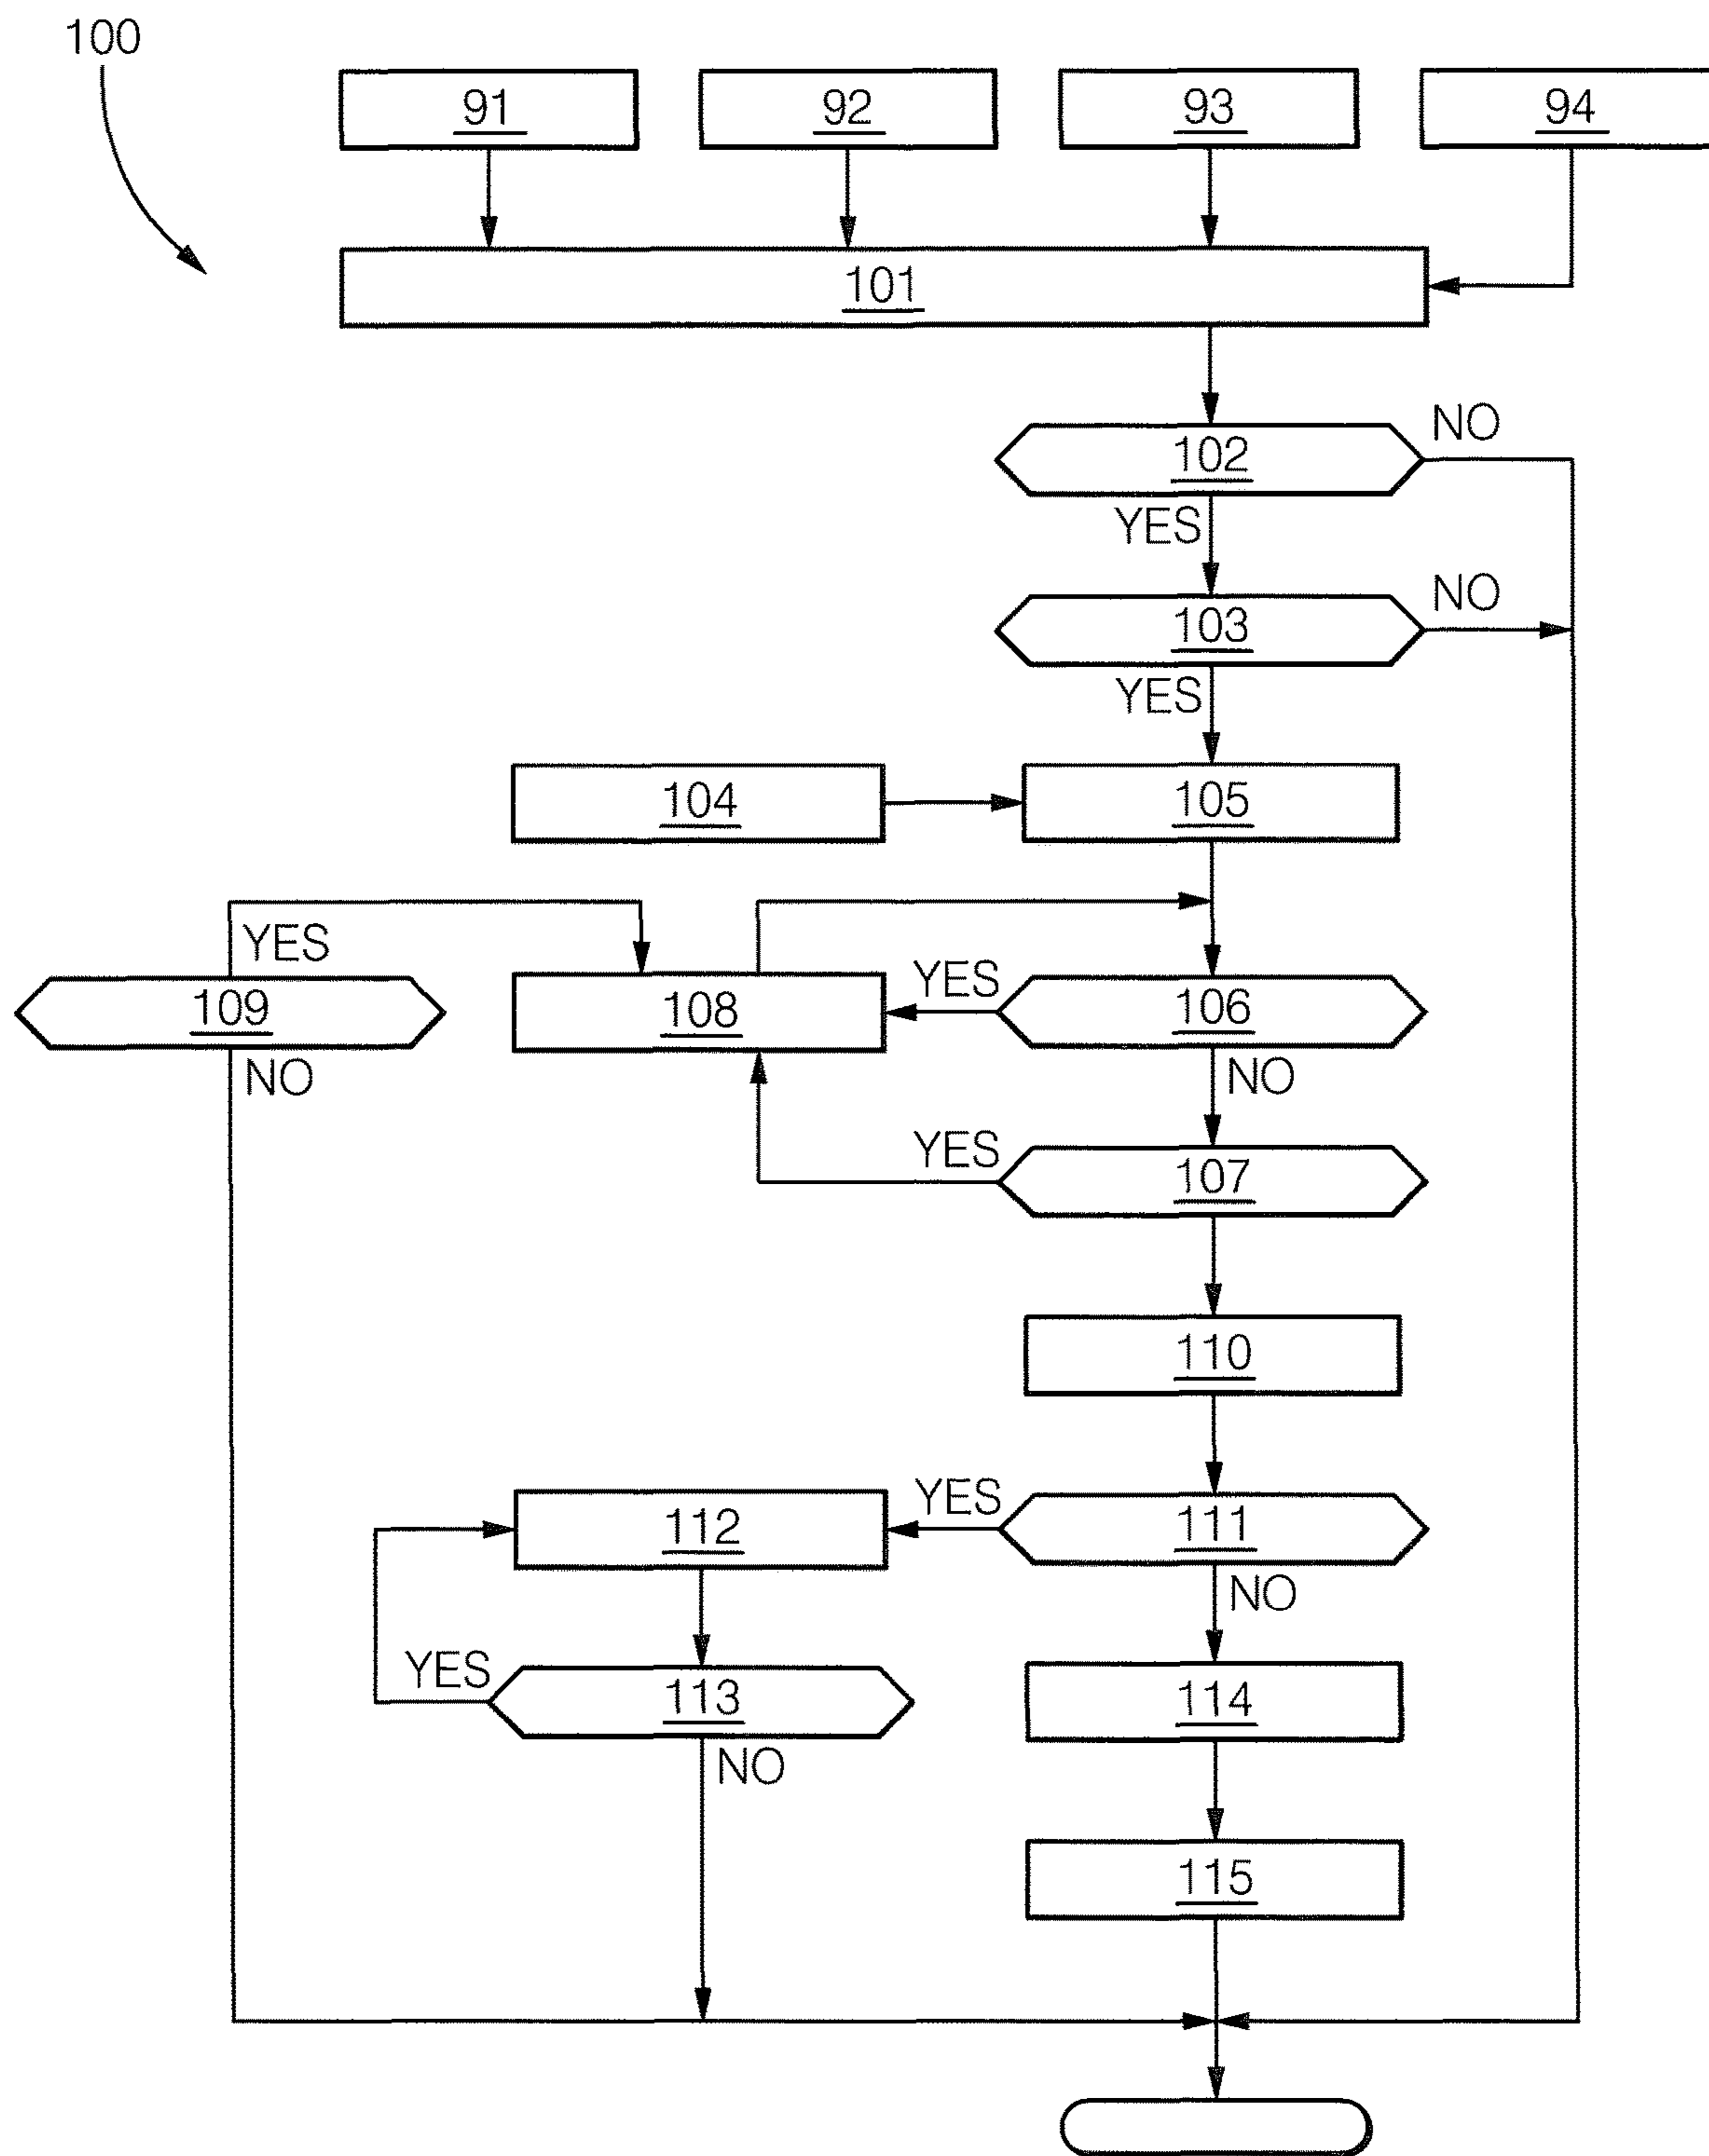 100
91 92 93 94
101
102 NO
YES
103 NO
YES
104 105
YES
109 108 YES 106
NO NO
YES 107
110
112 YES 111
NO
YES 113 114
NO
115